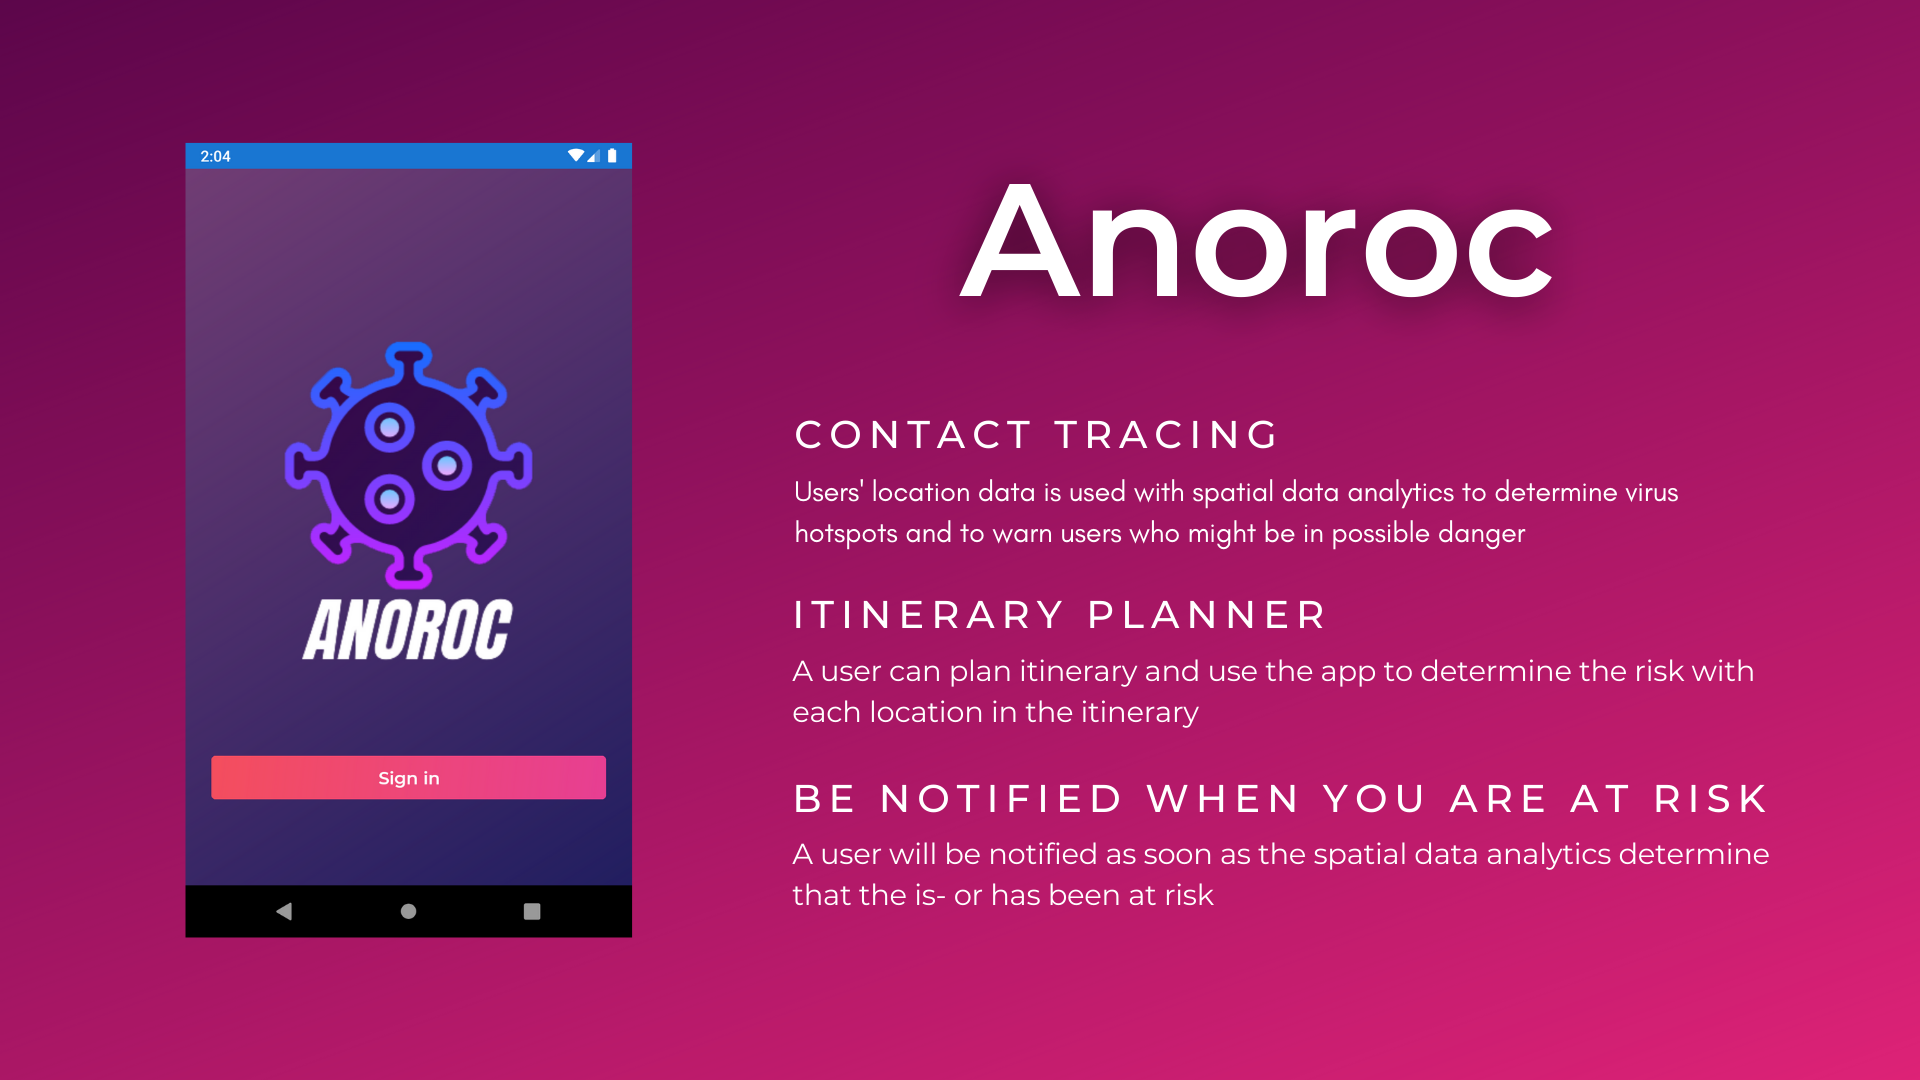 2:04
ANOROC
Sign in
Anoroc
CONTACT TRACING
Users' location data is used with spatial data analytics to determine virus
hotspots and to warn users who might be in possible danger
ITINERARY PLANNER
A user can plan itinerary and use the app to determine the risk with
each location in the itinerary
BE NOTIFIED WHEN YOU ARE AT RISK
A user will be notified as soon as the spatial data analytics determine
that the is- or has been at risk